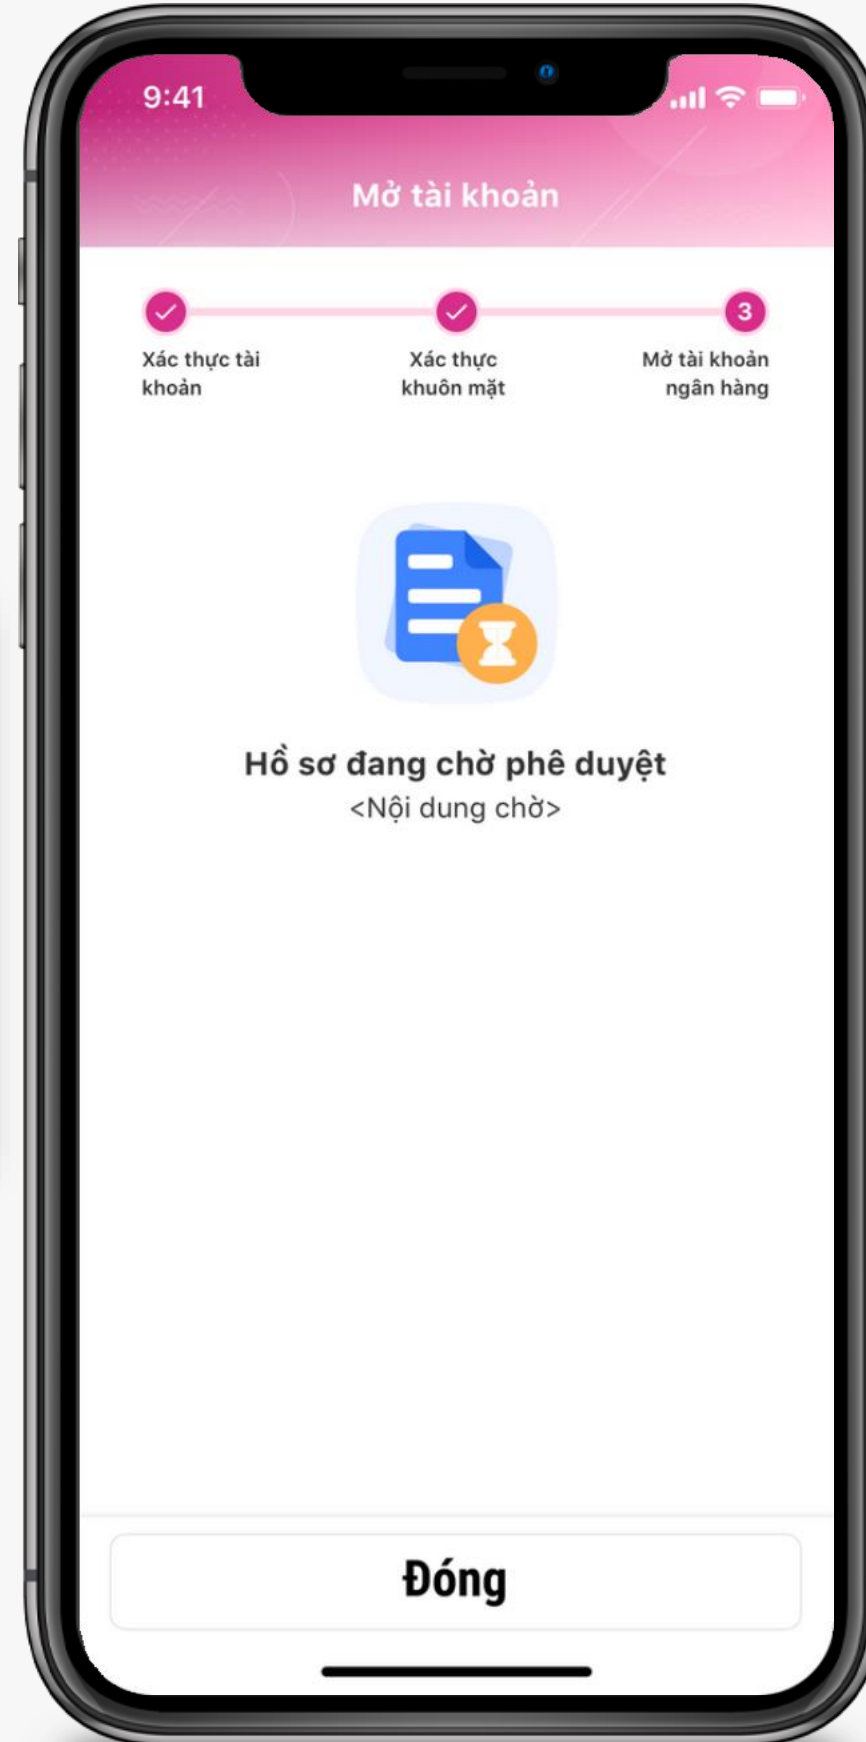 9:41
Mở tài khoản
3
Xác thực tài
khoản
Xác thực
khuôn mặt
Mở tài khoản
ngân hàng
Hồ sơ đang chờ phê duyệt
<Nội dung chờ>
Đóng